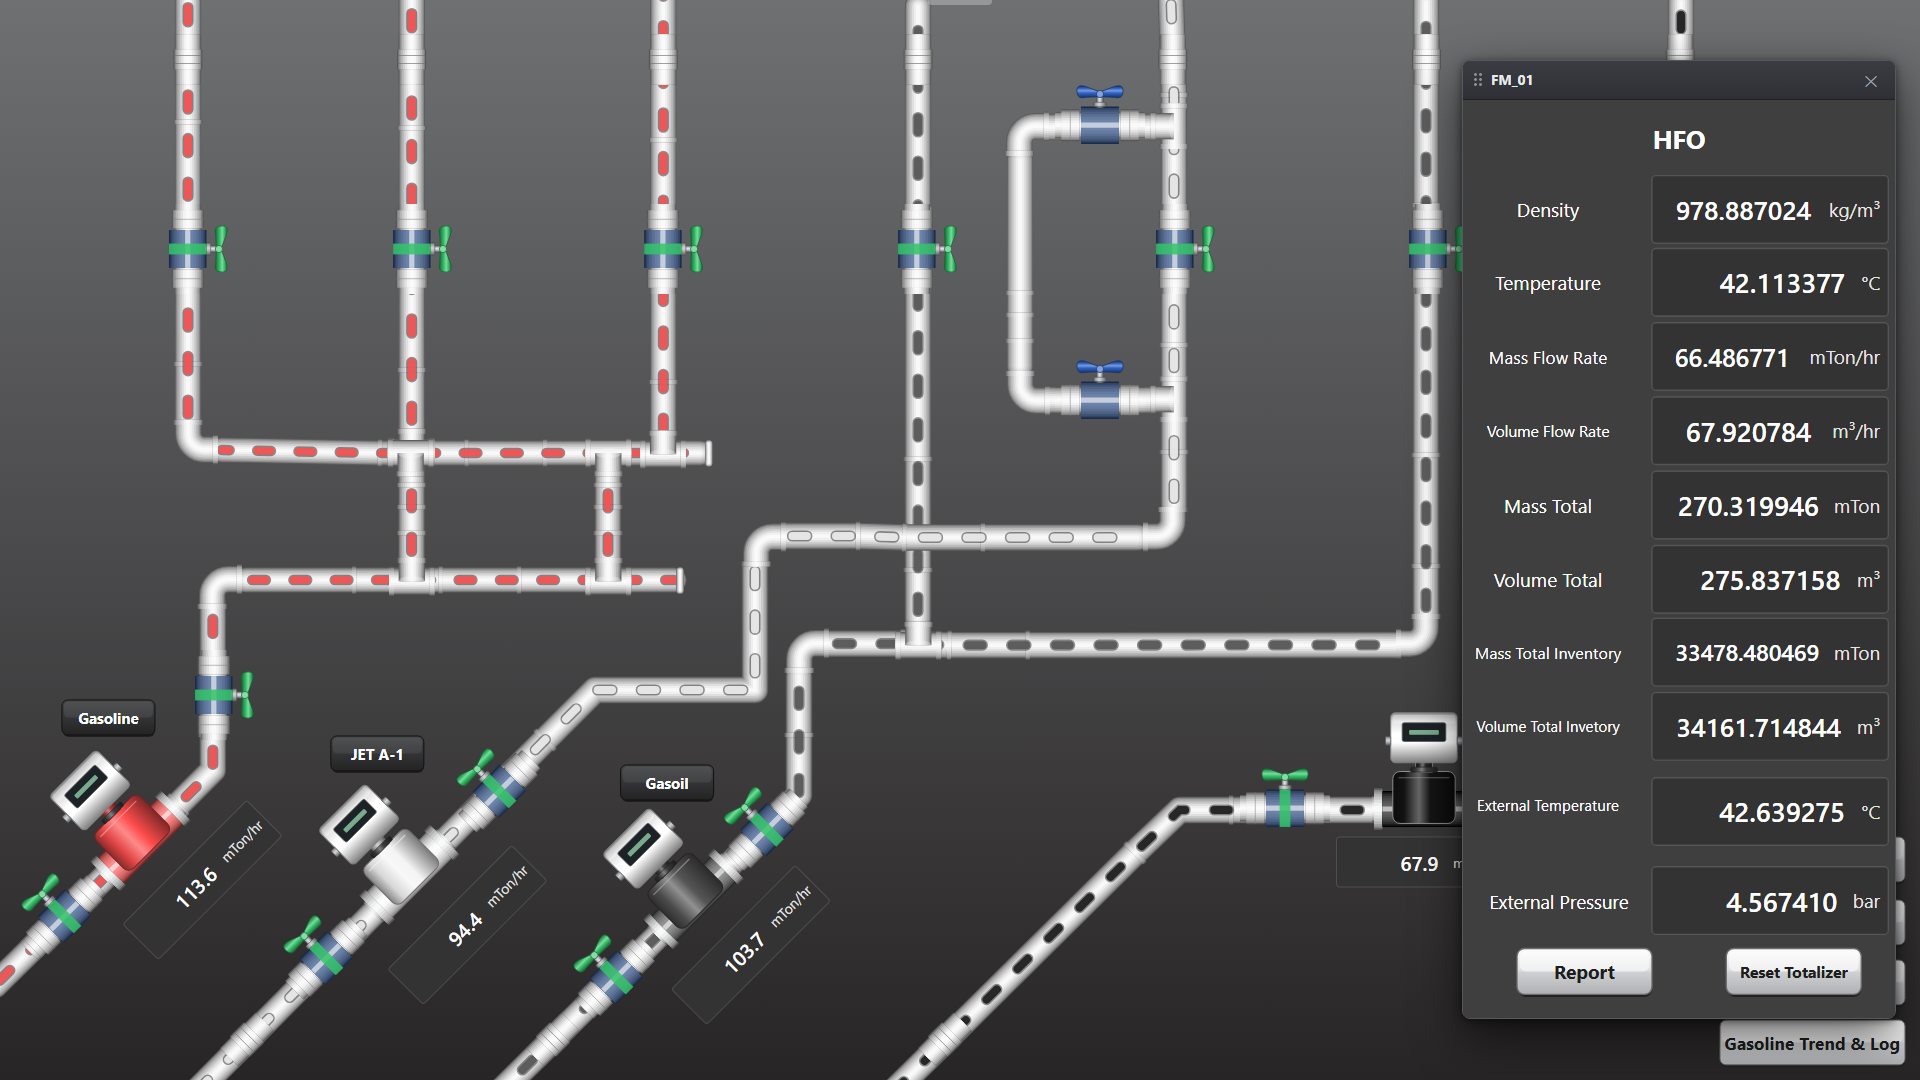 FM_01
HFO
Density 978.887024 kg/m³
Temperature 42.113377 °C
Mass Flow Rate 66.486771 mTon/hr
Volume Flow Rate 67.920784 m³/hr
Mass Total 270.319946 mTon
Volume Total 275.837158 m³
Mass Total Inventory 33478.480469 mTon
Volume Total Invetory 34161.714844 m³
External Temperature 42.639275 °C
External Pressure 4.567410 bar
Report
Reset Totalizer
Gasoline Trend & Log
Gasoline
113.6 mTon/hr
JET A-1
94.4 mTon/hr
Gasoil
103.7 mTon/hr
67.9